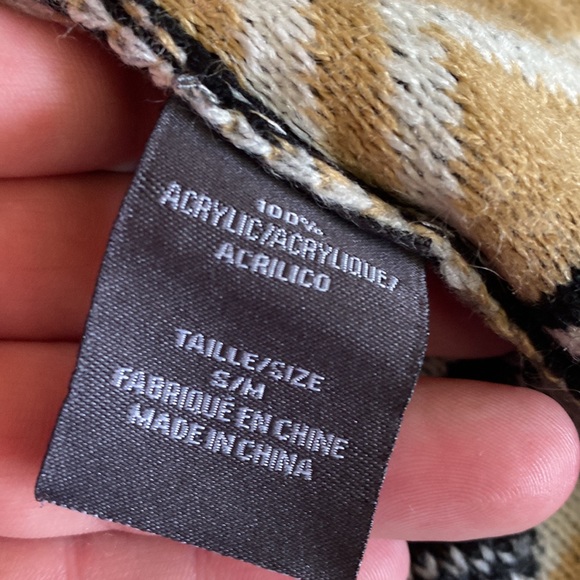 100%
ACRYLIC/ACRYLIQUE/
ACRILICO
TAILLE/SIZE
S/M
FABRIQUÉ EN CHINE
MADE IN CHINA